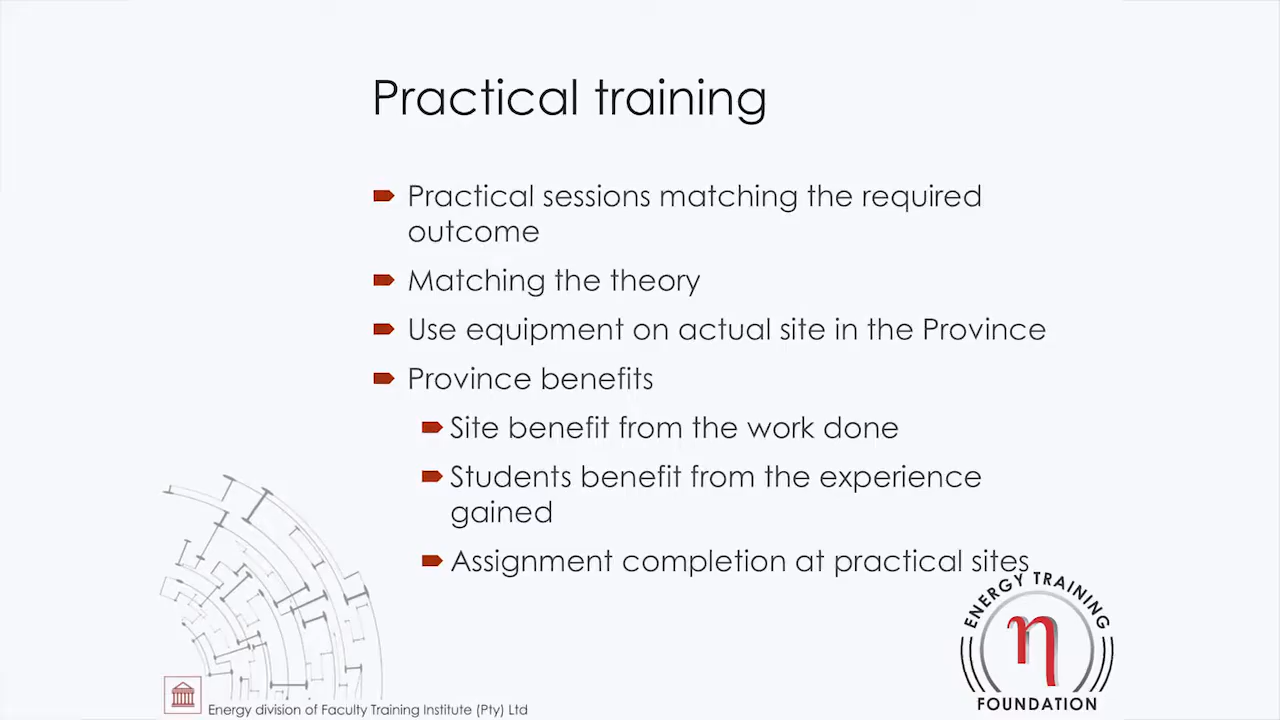 Practical training
Practical sessions matching the required
outcome
Matching the theory
Use equipment on actual site in the Province
Province benefits
Site benefit from the work done
Students benefit from the experience
gained
Assignment completion at practical sites
ENERGY TRAINING
η
FOUNDATION
Energy division of Faculty Training Institute (Pty) Ltd